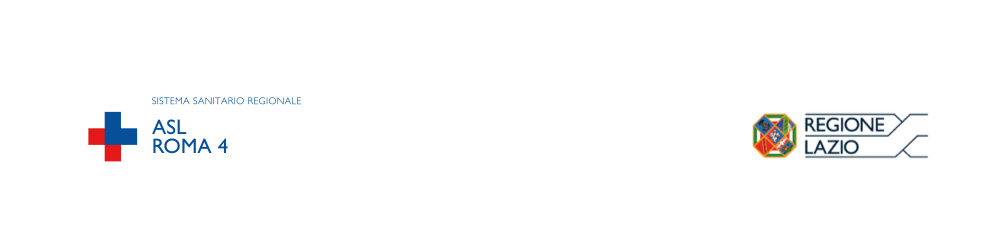 SISTEMA SANITARIO REGIONALE
ASL
ROMA 4
REGIONE
LAZIO